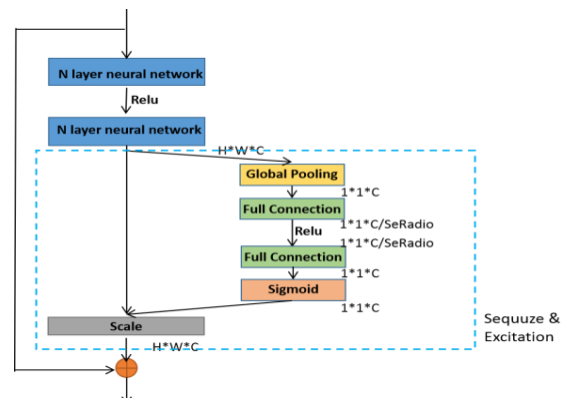 N layer neural network
Relu
N layer neural network
H*W*C
Global Pooling
1*1*C
Full Connection
1*1*C/SeRadio
Relu
1*1*C/SeRadio
Full Connection
1*1*C
Sigmoid
1*1*C
Scale
Sequuze &
Excitation
H*W*C